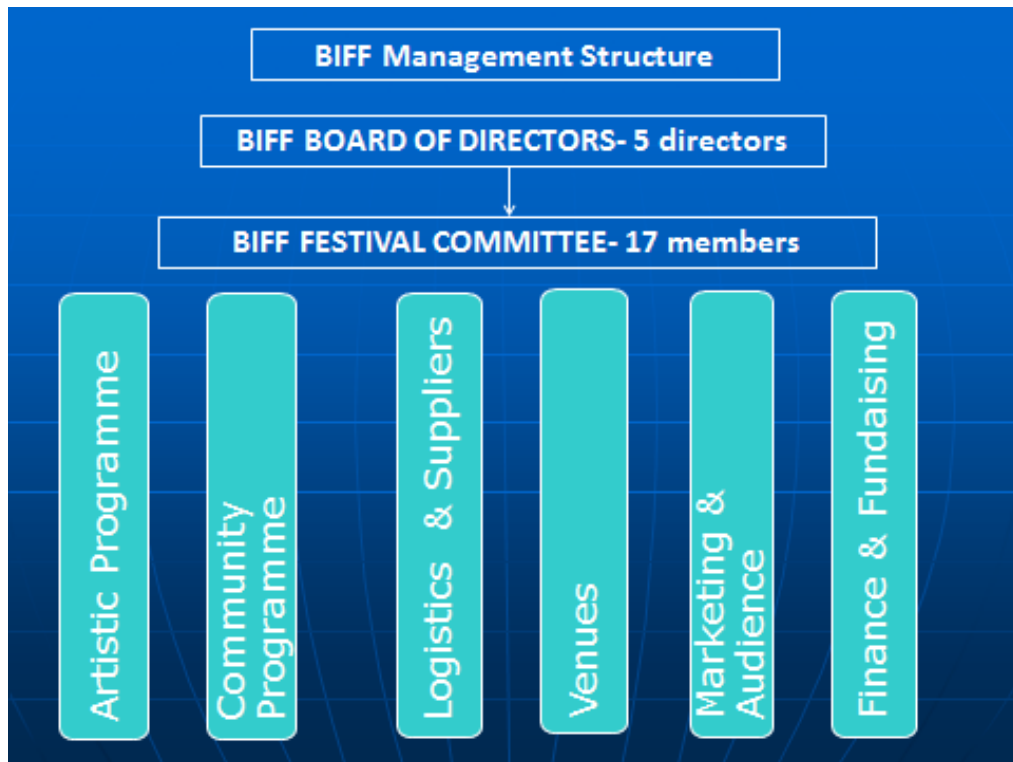 BIFF Management Structure
BIFF BOARD OF DIRECTORS- 5 directors
BIFF FESTIVAL COMMITTEE- 17 members
Artistic Programme
Community
Programme
Logistics & Suppliers
Venues
Marketing &
Audience
Finance & Fundaising